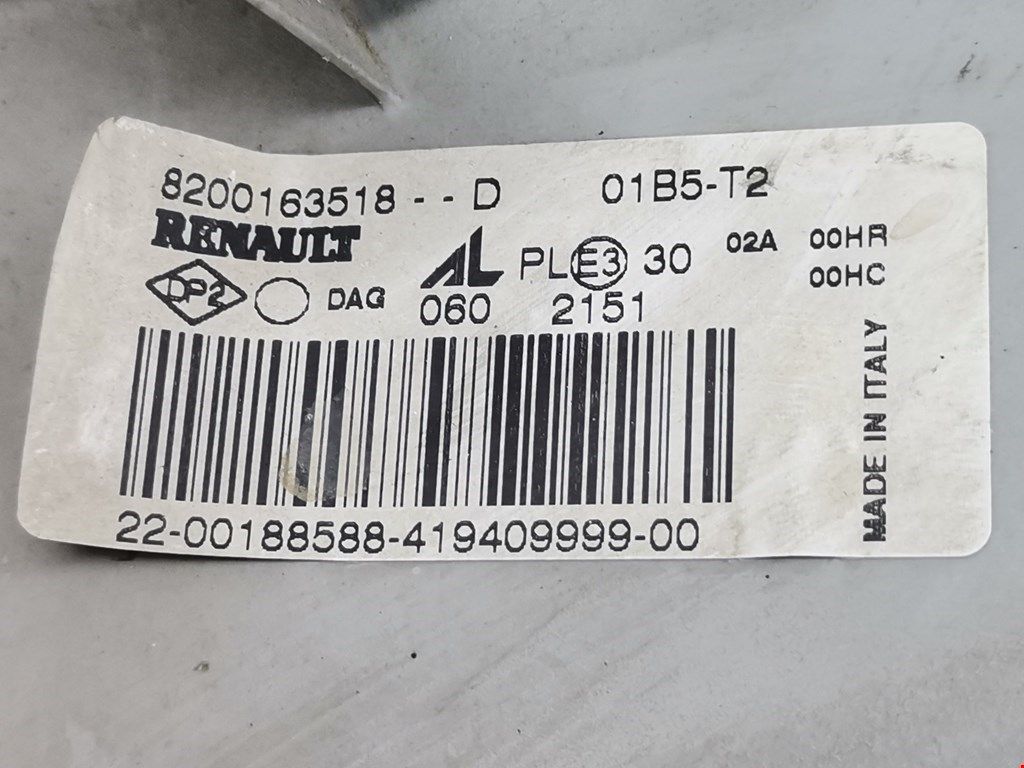 8200163518 - - D 01B5-T2
RENAULT AL PL E3 30 02A 00HR
00HC
DP2 DAG 060 2151
22-00188588-419409999-00
MADE IN ITALY